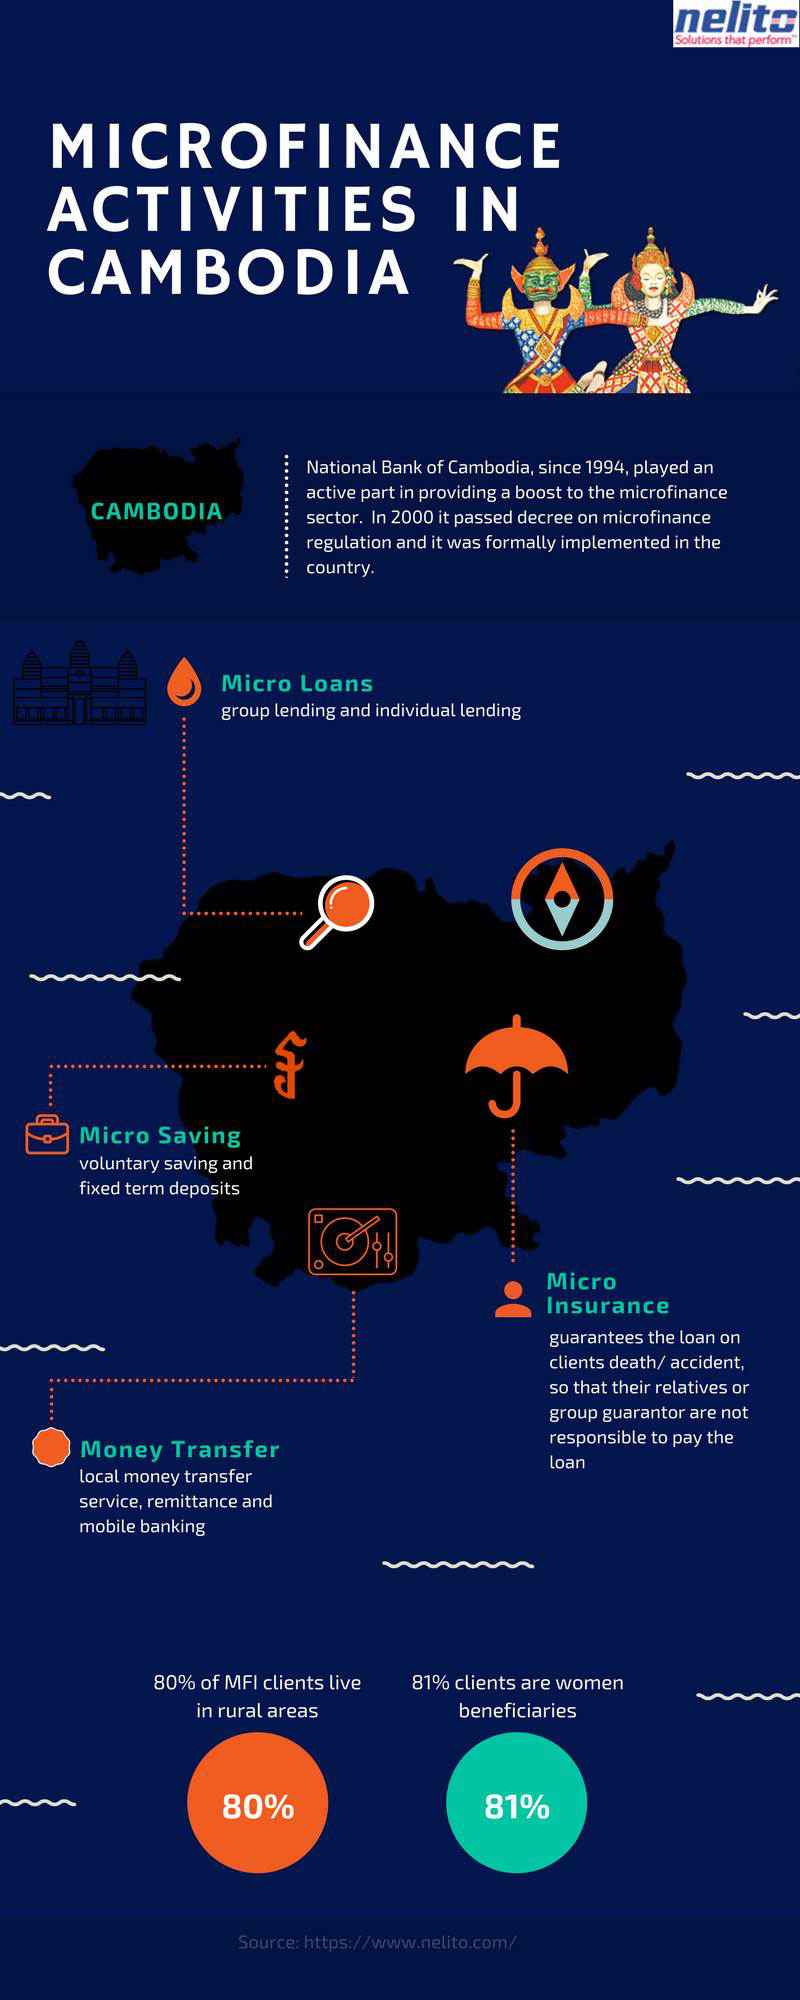 nelito
Solutions that perform™
MICROFINANCE
ACTIVITIES IN
CAMBODIA
CAMBODIA
National Bank of Cambodia, since 1994, played an
active part in providing a boost to the microfinance
sector.  In 2000 it passed decree on microfinance
regulation and it was formally implemented in the
country.
Micro Loans
group lending and individual lending
Micro Saving
voluntary saving and
fixed term deposits
Micro
Insurance
guarantees the loan on
clients death/ accident,
so that their relatives or
group guarantor are not
responsible to pay the
loan
Money Transfer
local money transfer
service, remittance and
mobile banking
80% of MFI clients live
in rural areas
80%
81% clients are women
beneficiaries
81%
Source: https://www.nelito.com/